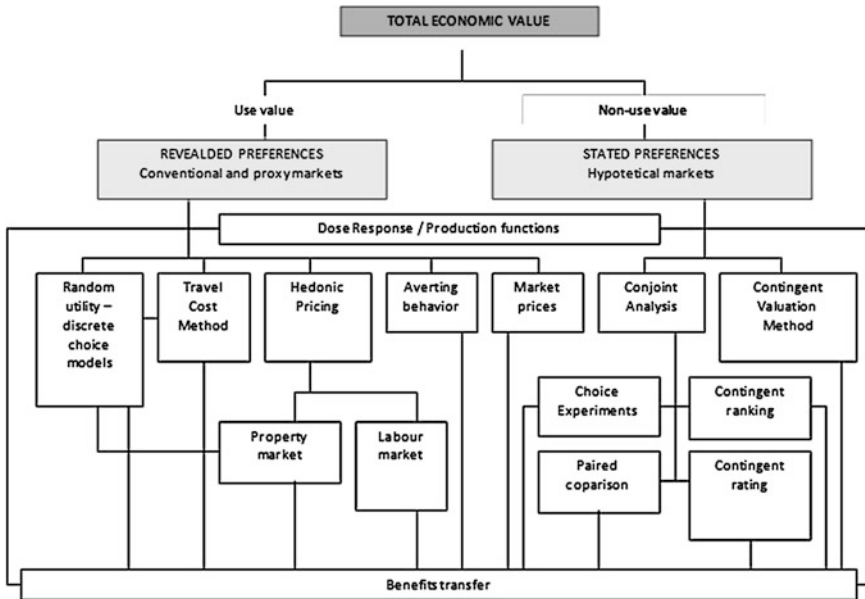 TOTAL ECONOMIC VALUE
Use value
Non-use value
REVEALDED PREFERENCES
Conventional and proxy markets
STATED PREFERENCES
Hypotetical markets
Dose Response / Production functions
Random
utility –
discrete
choice
models
Travel
Cost
Method
Hedonic
Pricing
Averting
behavior
Market
prices
Conjoint
Analysis
Contingent
Valuation
Method
Choice
Experiments
Contingent
ranking
Property
market
Labour
market
Paired
coparison
Contingent
rating
Benefits transfer